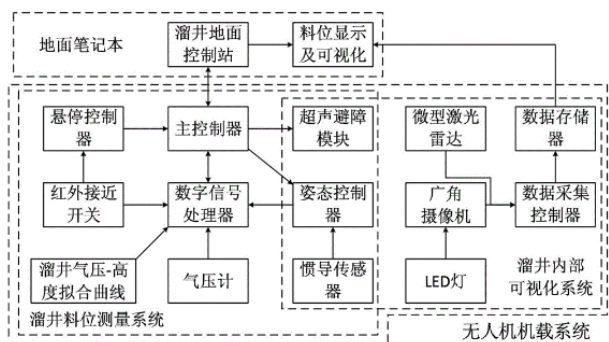 地面笔记本
溜井地面
控制站
料位显示
及可视化
悬停控制
器
主控制器
超声避障
模块
微型激光
雷达
数据存储
器
红外接近
开关
数字信号
处理器
姿态控制
器
广角
摄像机
数据采集
控制器
溜井气压-高
度拟合曲线
气压计
惯导传感
器
LED灯
溜井内部
可视化系统
溜井料位测量系统
无人机机载系统